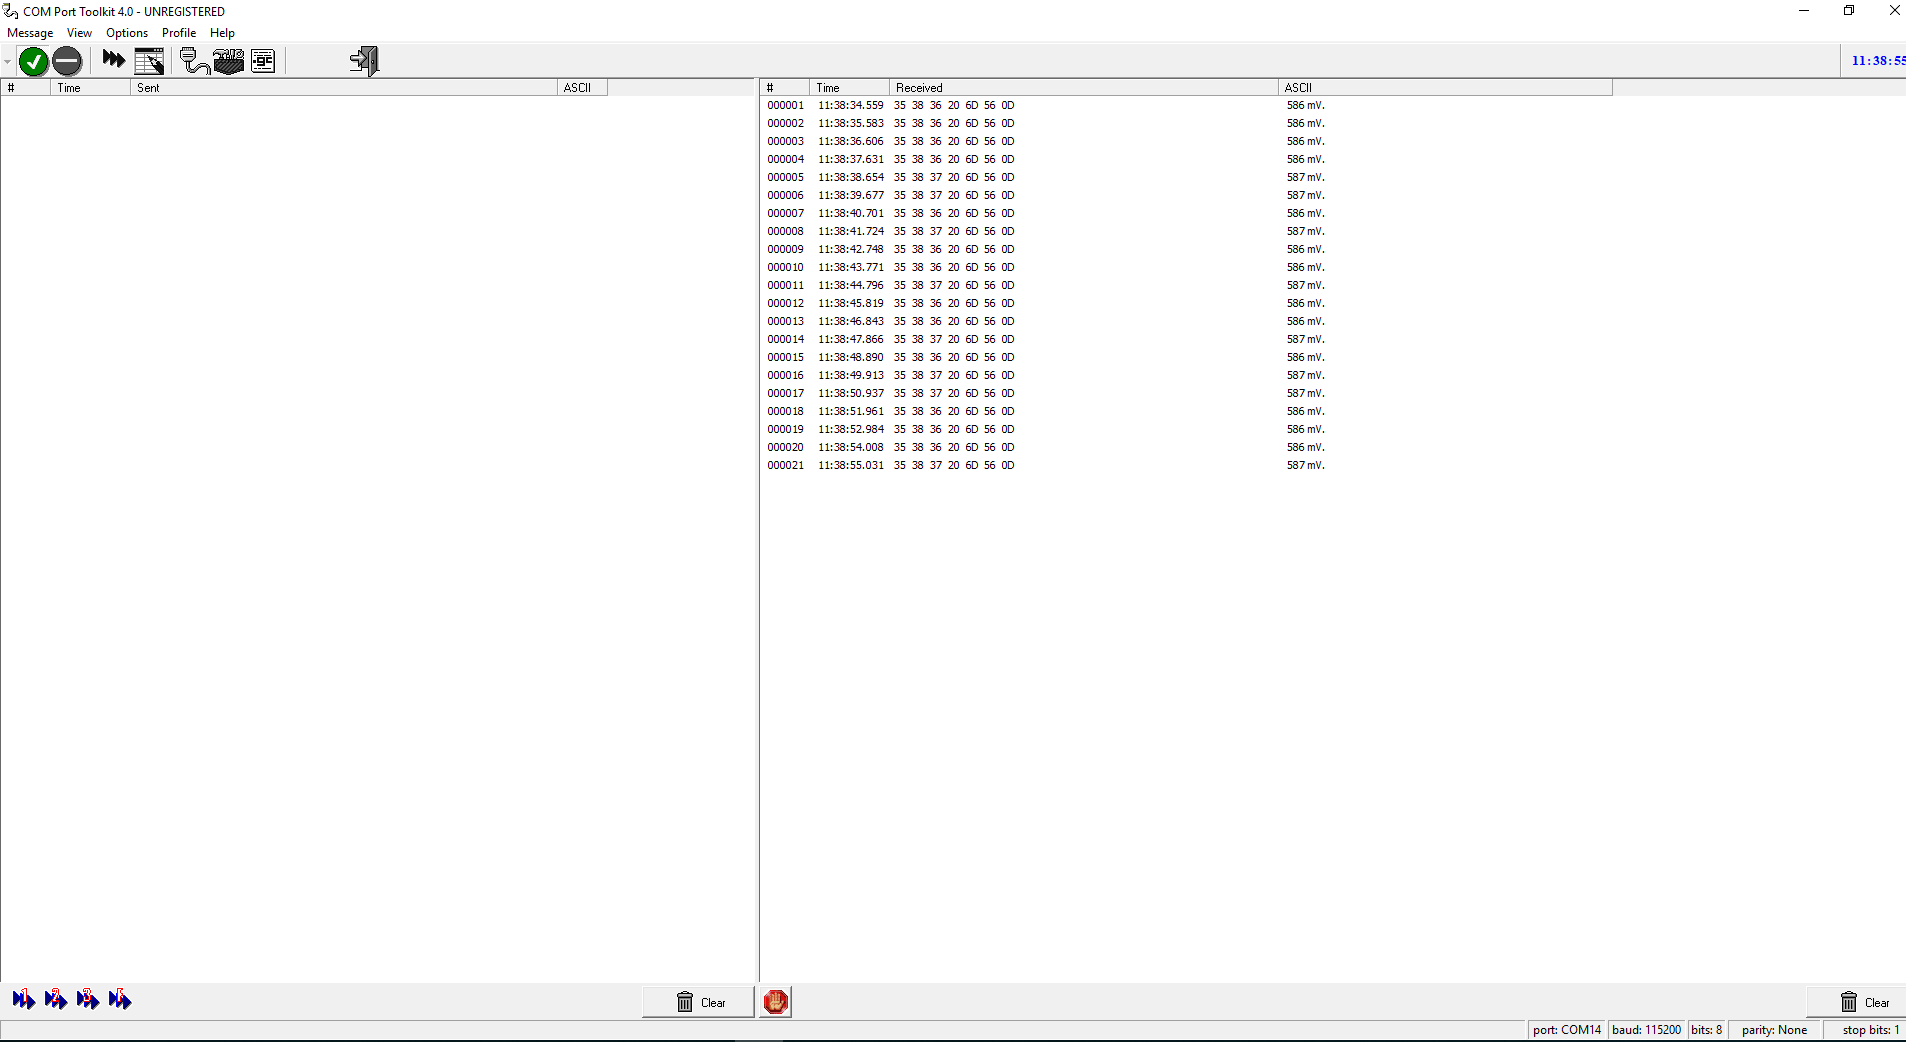 COM Port Toolkit 4.0 - UNREGISTERED
Message View Options Profile Help
11:38:55
# Time Sent ASCII # Time Received ASCII
000001 11:38:34.559 35 38 36 20 6D 56 0D 586 mV.
000002 11:38:35.583 35 38 36 20 6D 56 0D 586 mV.
000003 11:38:36.606 35 38 36 20 6D 56 0D 586 mV.
000004 11:38:37.631 35 38 36 20 6D 56 0D 586 mV.
000005 11:38:38.654 35 38 37 20 6D 56 0D 587 mV.
000006 11:38:39.677 35 38 37 20 6D 56 0D 587 mV.
000007 11:38:40.701 35 38 36 20 6D 56 0D 586 mV.
000008 11:38:41.724 35 38 37 20 6D 56 0D 587 mV.
000009 11:38:42.748 35 38 36 20 6D 56 0D 586 mV.
000010 11:38:43.771 35 38 36 20 6D 56 0D 586 mV.
000011 11:38:44.796 35 38 37 20 6D 56 0D 587 mV.
000012 11:38:45.819 35 38 36 20 6D 56 0D 586 mV.
000013 11:38:46.843 35 38 36 20 6D 56 0D 586 mV.
000014 11:38:47.866 35 38 37 20 6D 56 0D 587 mV.
000015 11:38:48.890 35 38 36 20 6D 56 0D 586 mV.
000016 11:38:49.913 35 38 37 20 6D 56 0D 587 mV.
000017 11:38:50.937 35 38 37 20 6D 56 0D 587 mV.
000018 11:38:51.961 35 38 36 20 6D 56 0D 586 mV.
000019 11:38:52.984 35 38 36 20 6D 56 0D 586 mV.
000020 11:38:54.008 35 38 36 20 6D 56 0D 586 mV.
000021 11:38:55.031 35 38 37 20 6D 56 0D 587 mV.
Clear Clear
port: COM14 baud: 115200 bits: 8 parity: None stop bits: 1